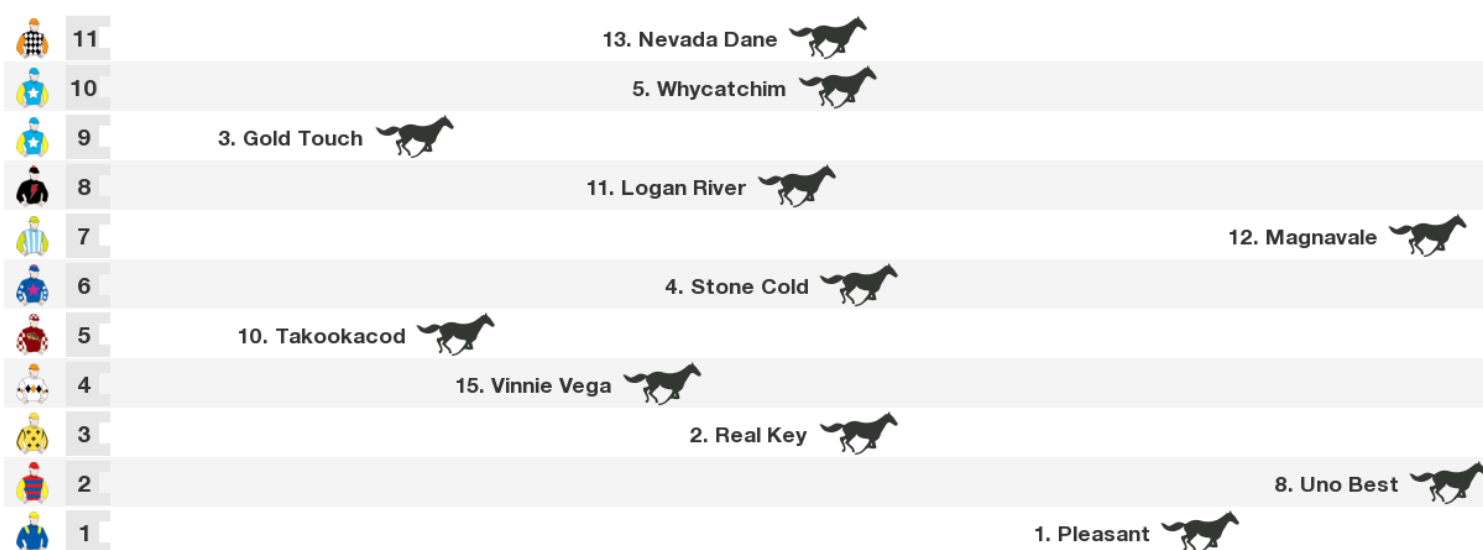 11 13. Nevada Dane
10 5. Whycatchim
9 3. Gold Touch
8 11. Logan River
7 12. Magnavale
6 4. Stone Cold
5 10. Takookacod
4 15. Vinnie Vega
3 2. Real Key
2 8. Uno Best
1 1. Pleasant